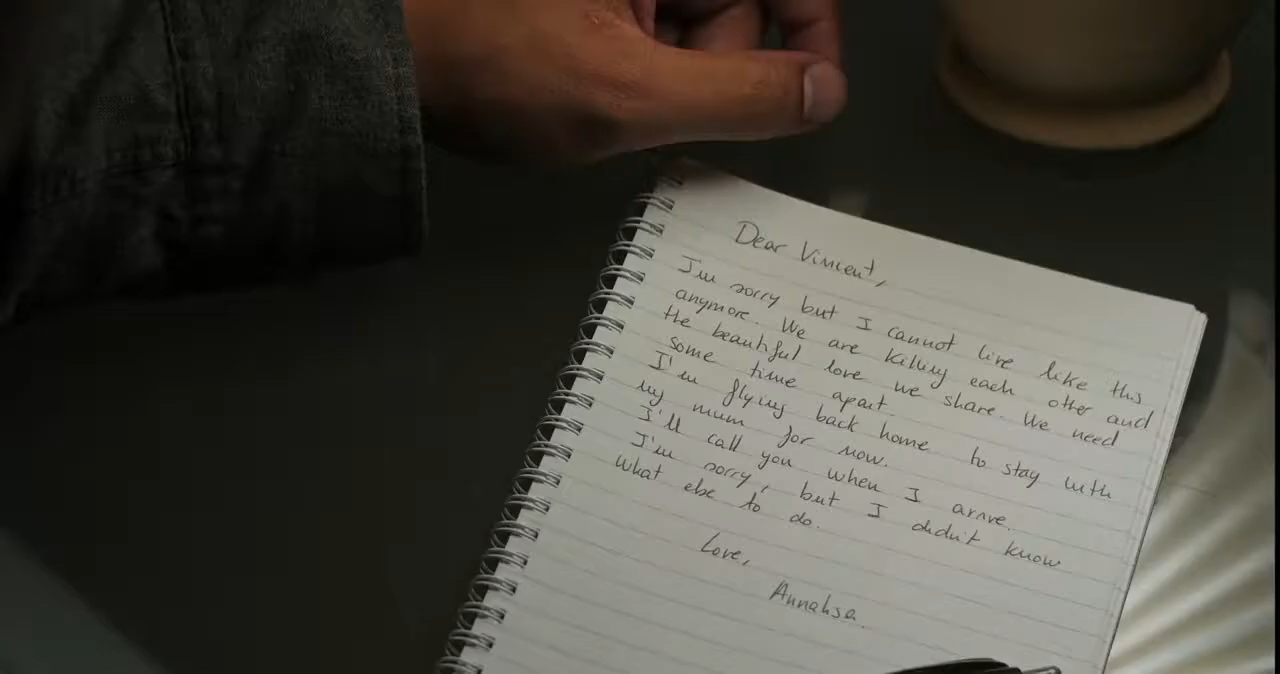 Dear Vincent,
I'm sorry but I cannot live like this
anymore. We are killing each other and
the beautiful love we share. We need
some time apart.
I'm flying back home to stay with
my mum for now.
I'll call you when I arrive.
I'm sorry, but I didn't know
what else to do.
Love,
Annalisa.